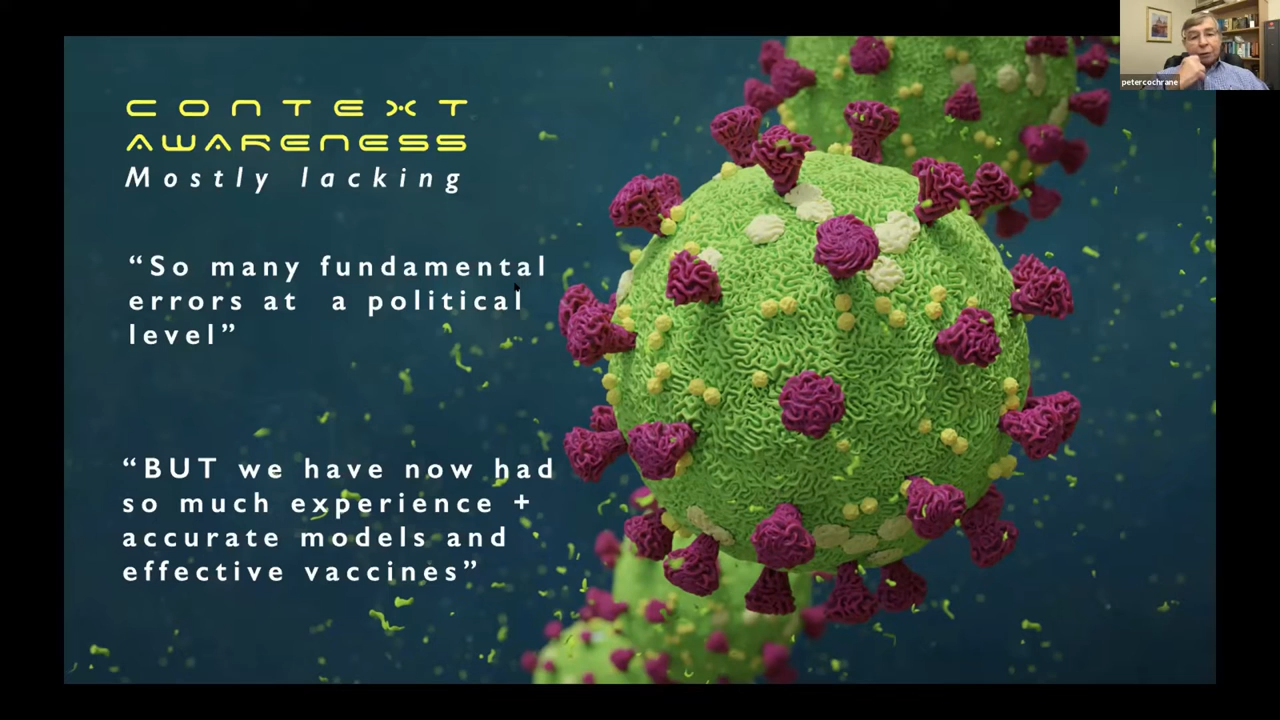 CONTEXT
AWARENESS
Mostly lacking
“So many fundamental
errors at a political
level”
“BUT we have now had
so much experience +
accurate models and
effective vaccines”
petercochrane